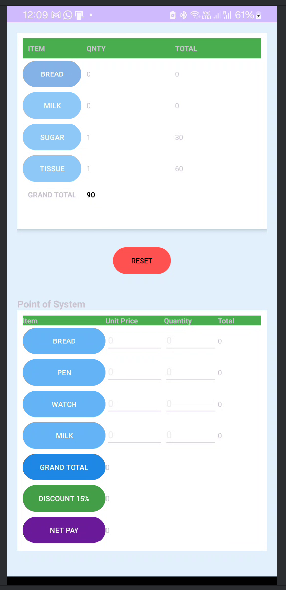 12:09 61%
ITEM QNTY TOTAL
BREAD 0 0
MILK 0 0
SUGAR 1 30
TISSUE 1 60
GRAND TOTAL 90
RESET
Point of System
Item Unit Price Quantity Total
BREAD 0 0 0
PEN 0 0 0
WATCH 0 0 0
MILK 0 0 0
GRAND TOTAL 0
DISCOUNT 15% 0
NET PAY 0